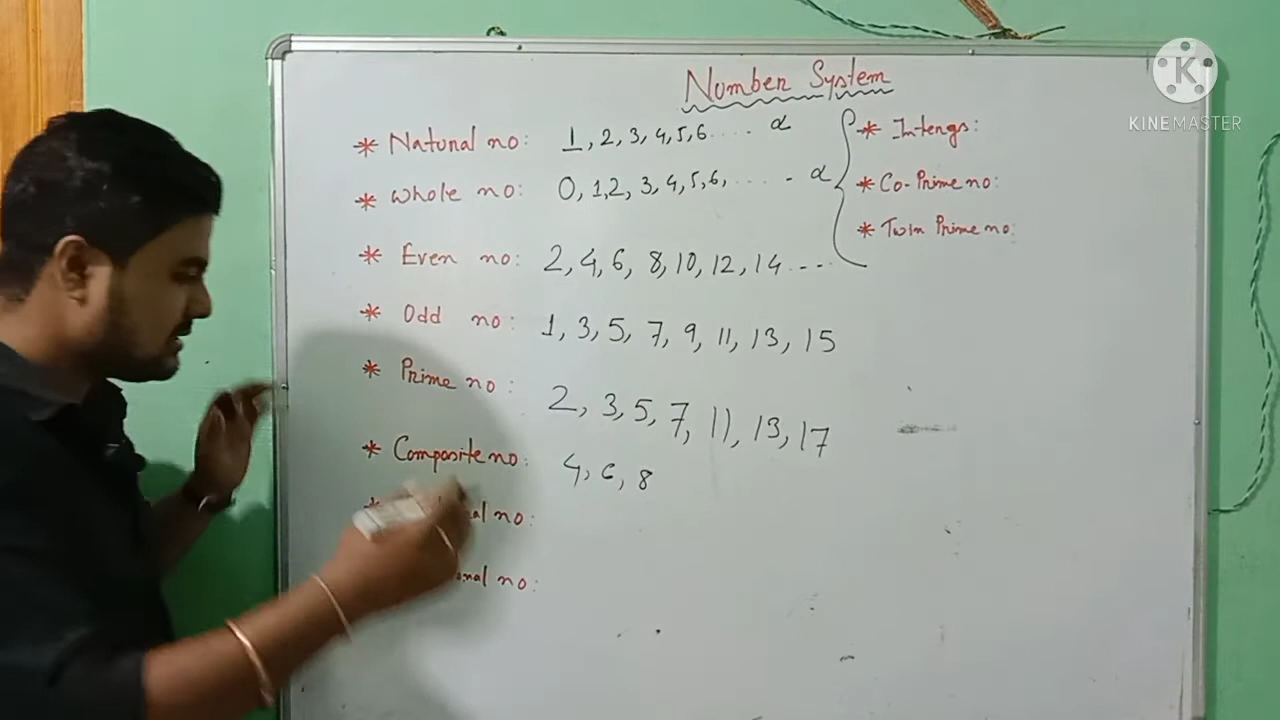 Number System
* Natural no: 1, 2, 3, 4, 5, 6 .... α
* Whole no: 0, 1, 2, 3, 4, 5, 6, .... - α
* Even no: 2, 4, 6, 8, 10, 12, 14 ...--
* Odd no: 1, 3, 5, 7, 9, 11, 13, 15
* Prime no: 2, 3, 5, 7, 11, 13, 17
* Composite no: 4, 6, 8
nal no:
onal no:
* Integs:
* Co-Prime no:
* Twin Prime no:
K
KINEMASTER